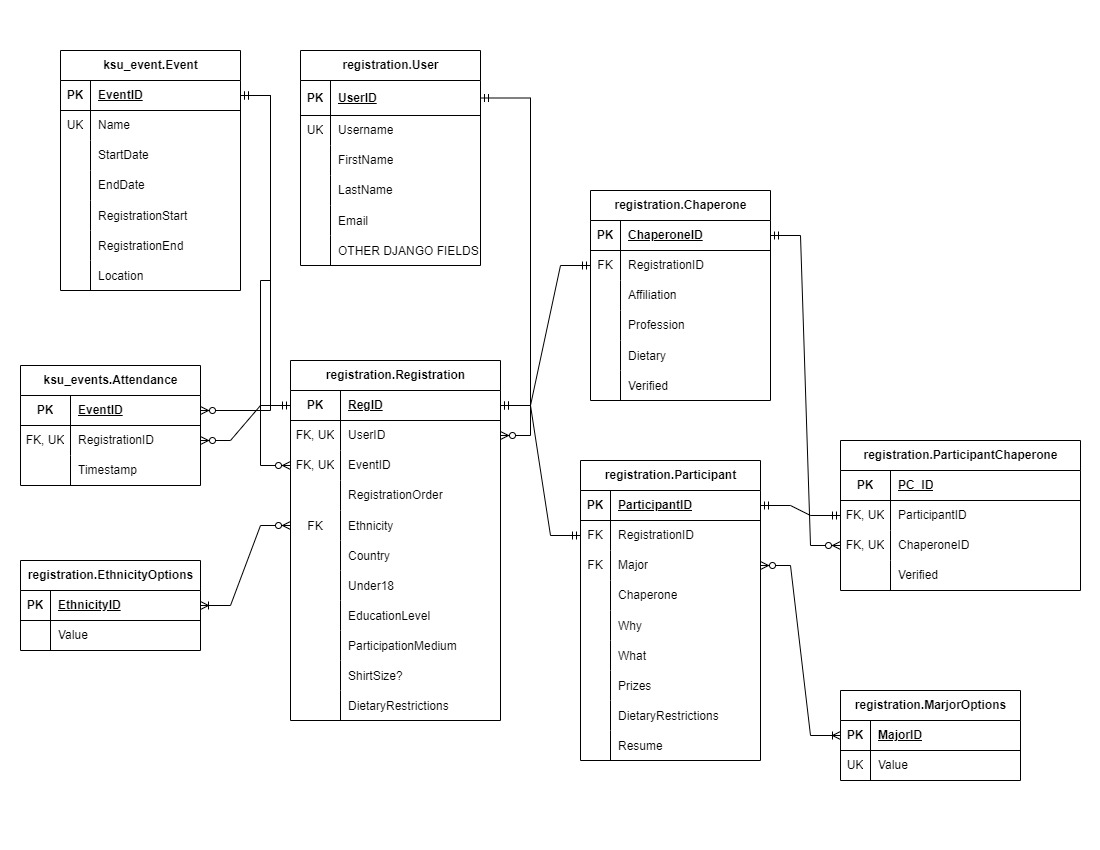 ksu_event.Event
PK EventID
UK Name
StartDate
EndDate
RegistrationStart
RegistrationEnd
Location
registration.User
PK UserID
UK Username
FirstName
LastName
Email
OTHER DJANGO FIELDS
registration.Chaperone
PK ChaperoneID
FK RegistrationID
Affiliation
Profession
Dietary
Verified
ksu_events.Attendance
PK EventID
FK, UK RegistrationID
Timestamp
registration.Registration
PK RegID
FK, UK UserID
FK, UK EventID
RegistrationOrder
FK Ethnicity
Country
Under18
EducationLevel
ParticipationMedium
ShirtSize?
DietaryRestrictions
registration.Participant
PK ParticipantID
FK RegistrationID
FK Major
Chaperone
Why
What
Prizes
DietaryRestrictions
Resume
registration.ParticipantChaperone
PK PC_ID
FK, UK ParticipantID
FK, UK ChaperoneID
Verified
registration.EthnicityOptions
PK EthnicityID
Value
registration.MarjorOptions
PK MajorID
UK Value